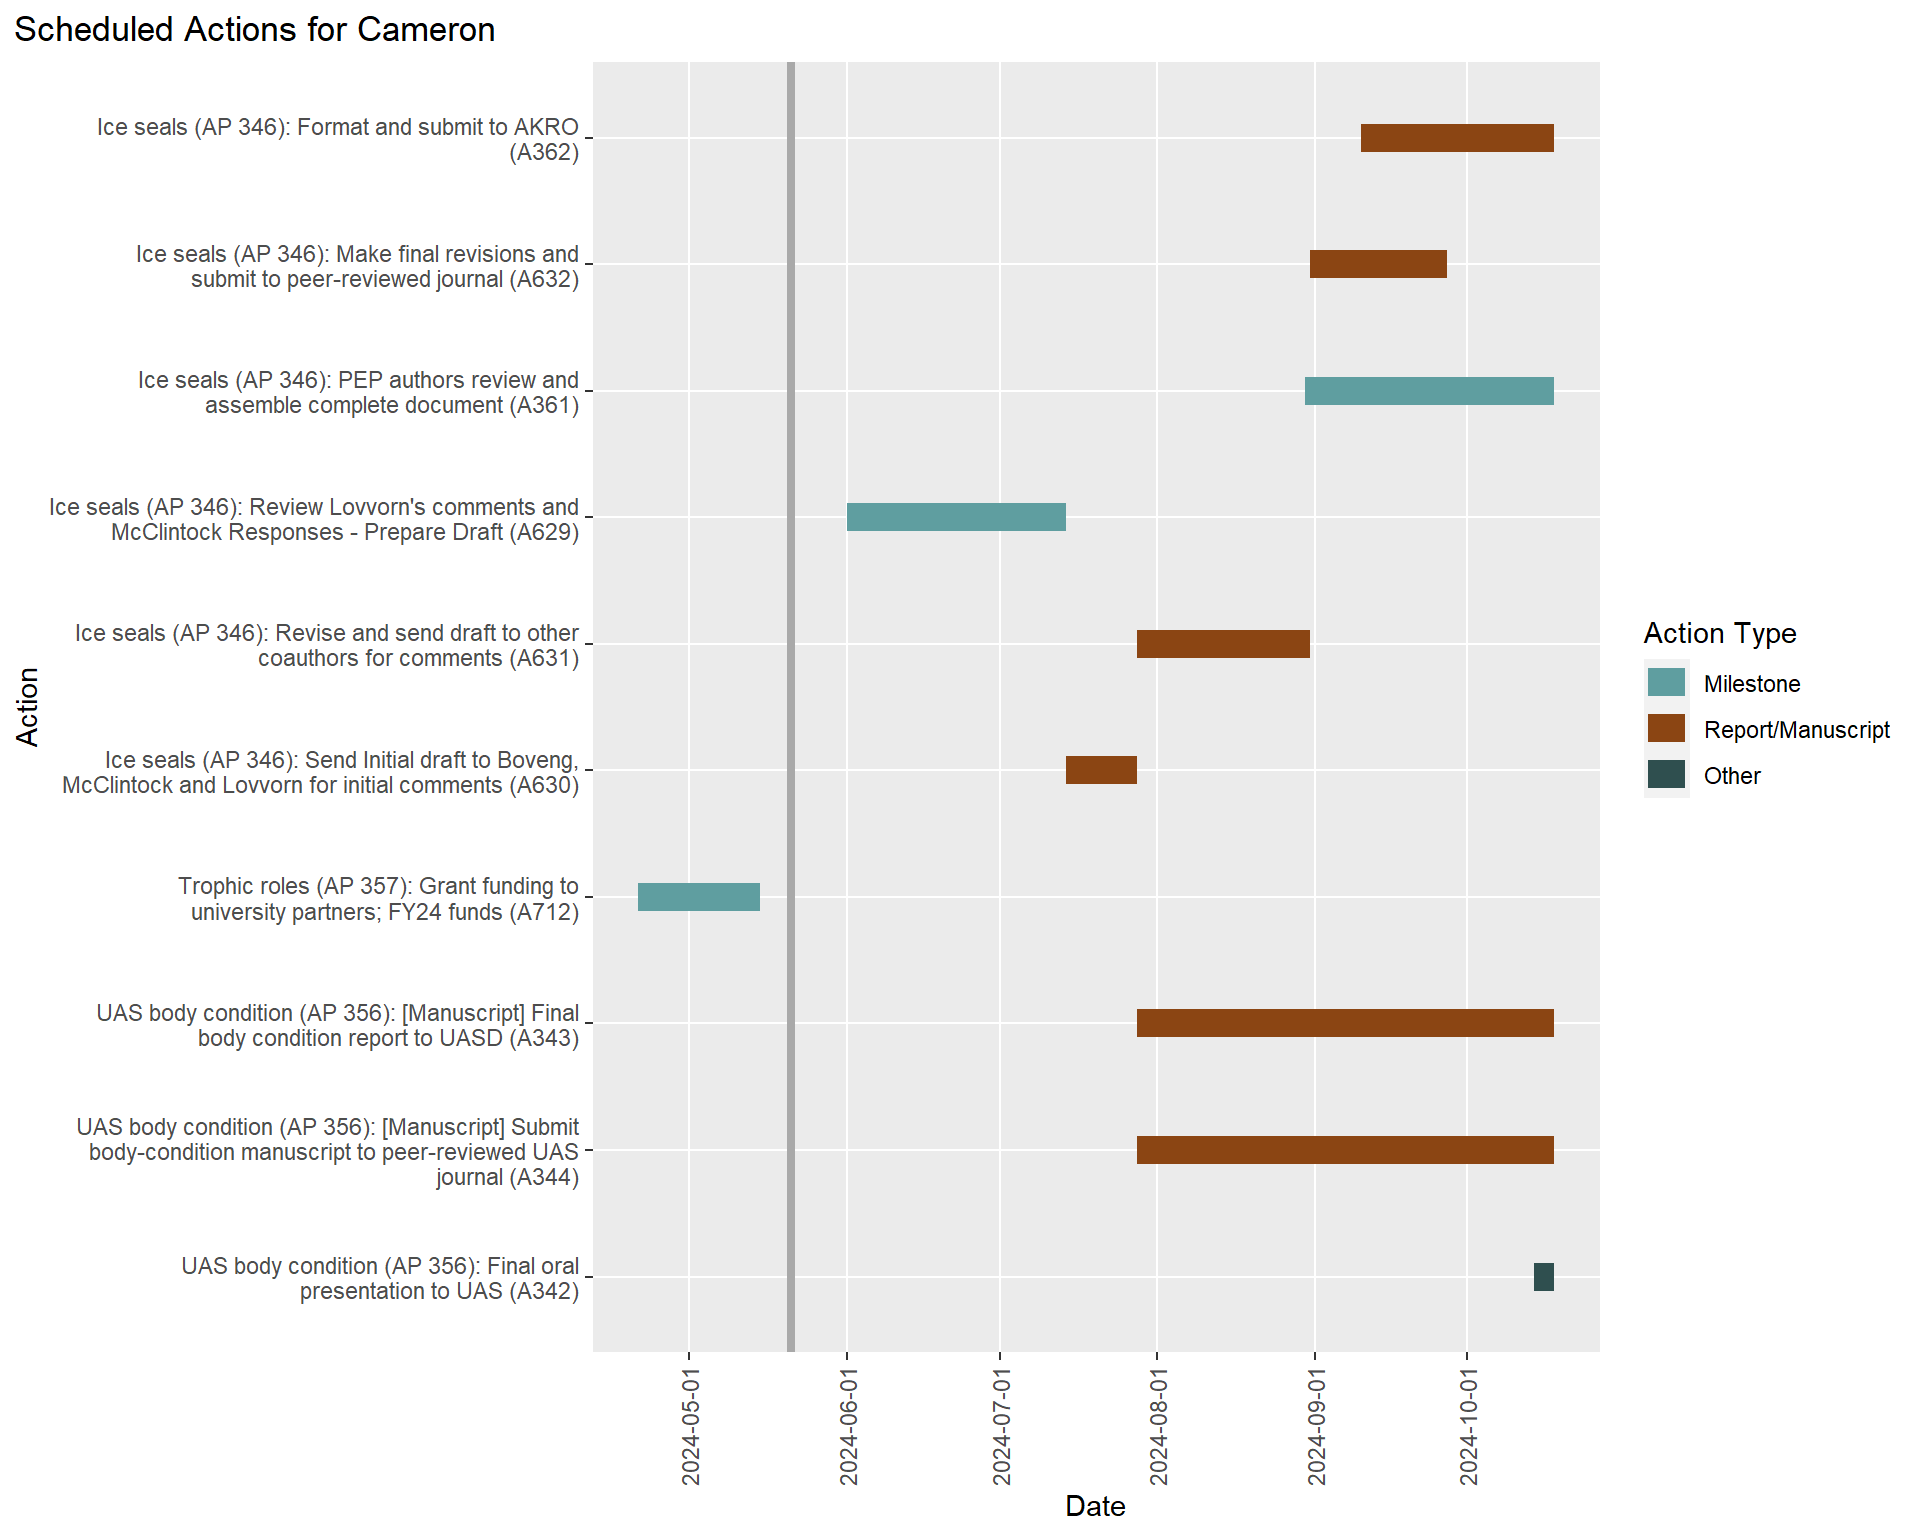 Scheduled Actions for Cameron
Ice seals (AP 346): Format and submit to AKRO
(A362)
Ice seals (AP 346): Make final revisions and
submit to peer-reviewed journal (A632)
Ice seals (AP 346): PEP authors review and
assemble complete document (A361)
Ice seals (AP 346): Review Lovvorn's comments and
McClintock Responses - Prepare Draft (A629)
Ice seals (AP 346): Revise and send draft to other
coauthors for comments (A631)
Ice seals (AP 346): Send Initial draft to Boveng,
McClintock and Lovvorn for initial comments (A630)
Trophic roles (AP 357): Grant funding to
university partners; FY24 funds (A712)
UAS body condition (AP 356): [Manuscript] Final
body condition report to UASD (A343)
UAS body condition (AP 356): [Manuscript] Submit
body-condition manuscript to peer-reviewed UAS
journal (A344)
UAS body condition (AP 356): Final oral
presentation to UAS (A342)
Action
2024-05-01
2024-06-01
2024-07-01
2024-08-01
2024-09-01
2024-10-01
Date
Action Type
Milestone
Report/Manuscript
Other